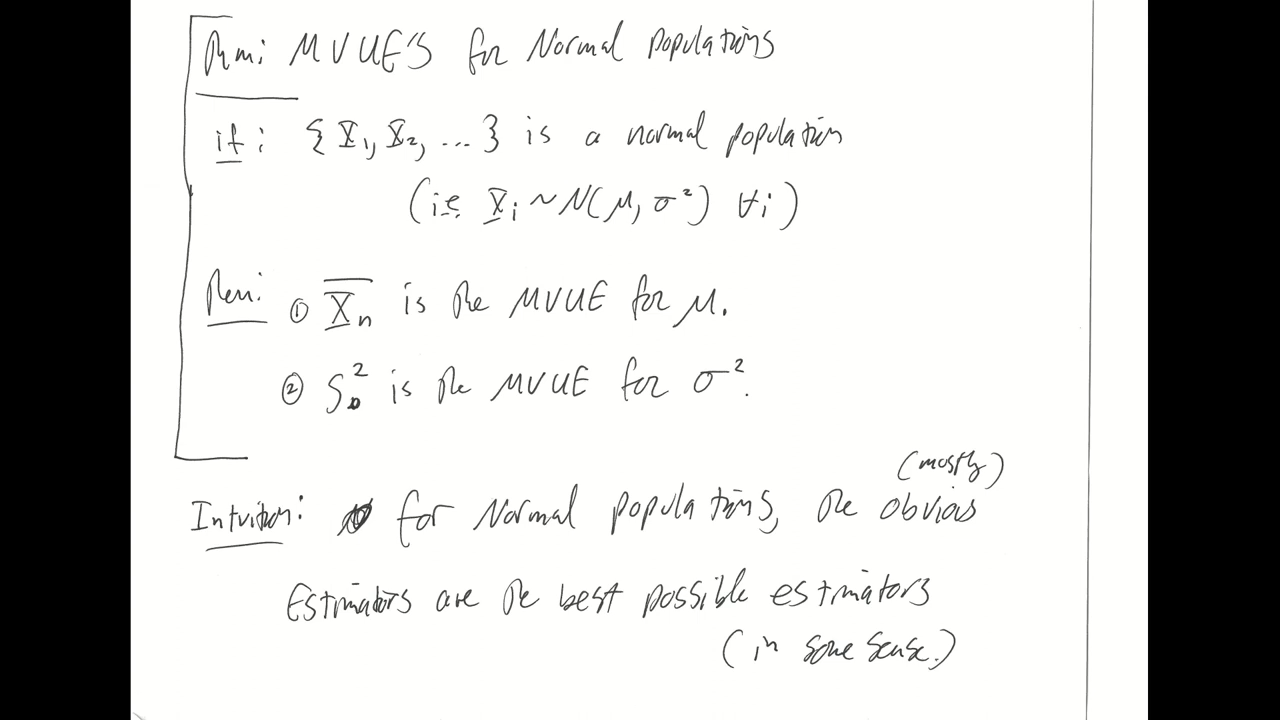 Thm: MVUE'S for Normal populations
if: {X₁, X₂, ...} is a normal population
(i.e. Xᵢ ~ N(μ, σ²) ∀i)
Then: ① X̅ₙ is the MVUE for μ.
② S² is the MVUE for σ².
(mostly)
Intuition: for Normal populations, the obvious
Estimators are the best possible estimators
(in some sense.)